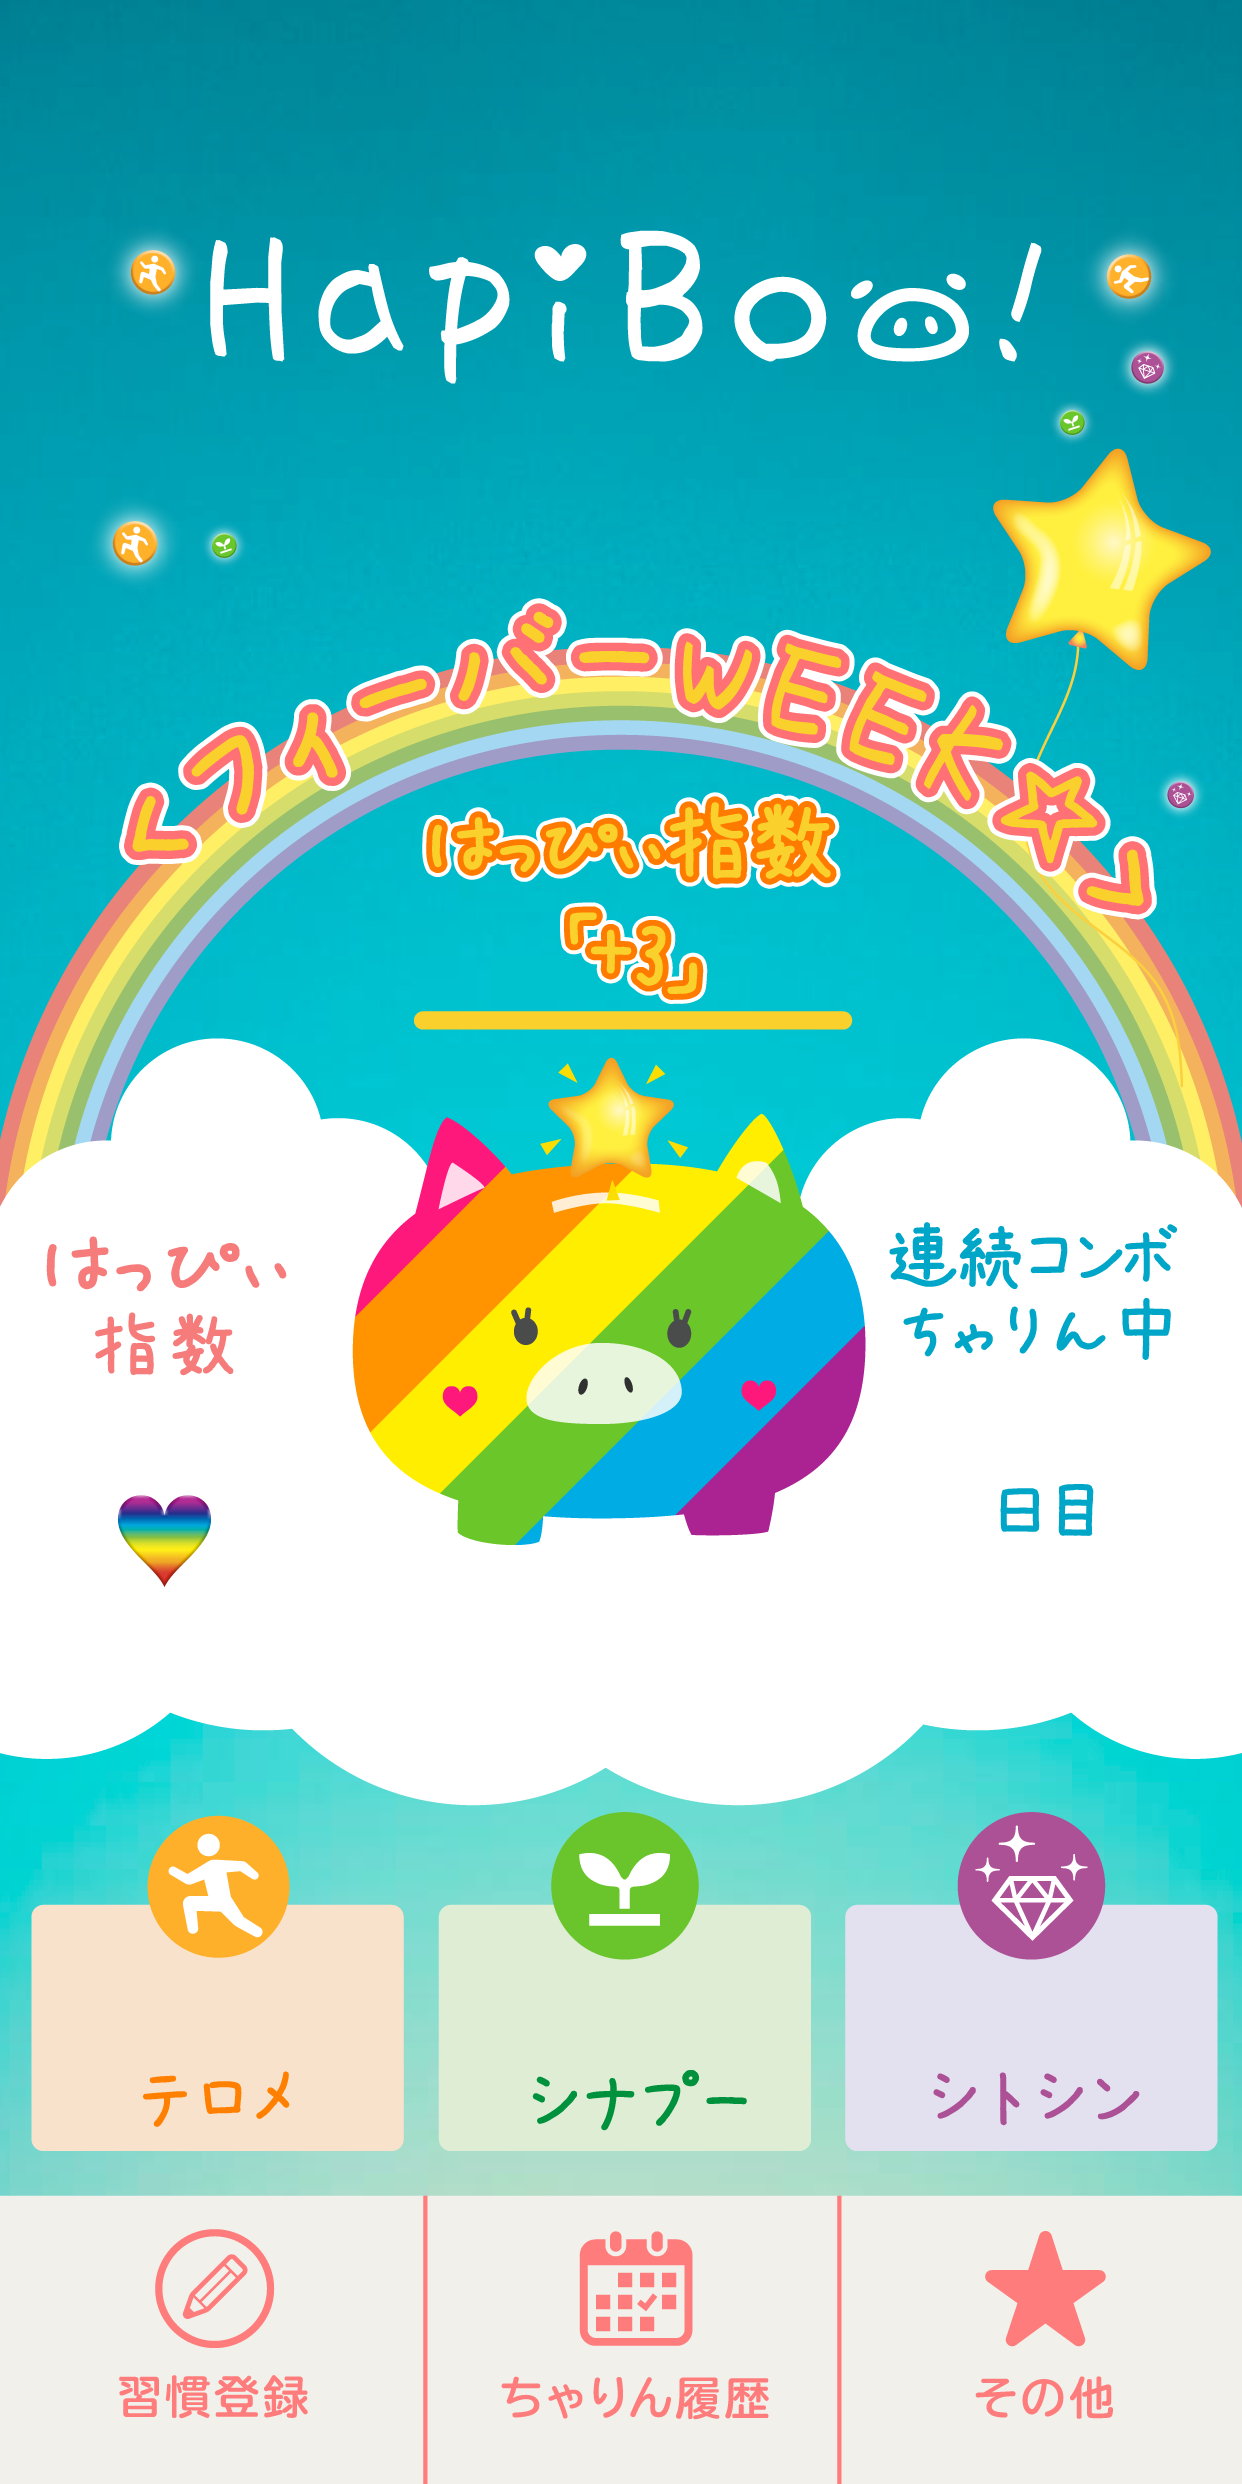 HapiBoo!
<フィーバーWEEK☆>
はっぴぃ指数
「+3」
はっぴぃ
指数
連続コンボ
ちゃりん中
日目
テロメ
シナプー
シトシン
習慣登録
ちゃりん履歴
その他